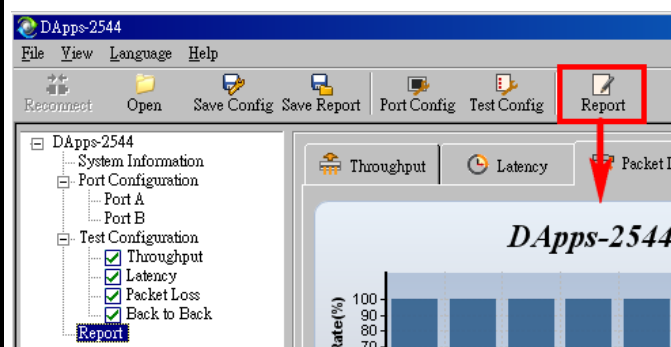 DApps-2544
File View Language Help
Reconnect Open Save Config Save Report Port Config Test Config Report
DApps-2544
System Information
Port Configuration
Port A
Port B
Test Configuration
Throughput
Latency
Packet Loss
Back to Back
Report
Throughput Latency Packet
DApps-2544
Rate(%)
100
90
80
70